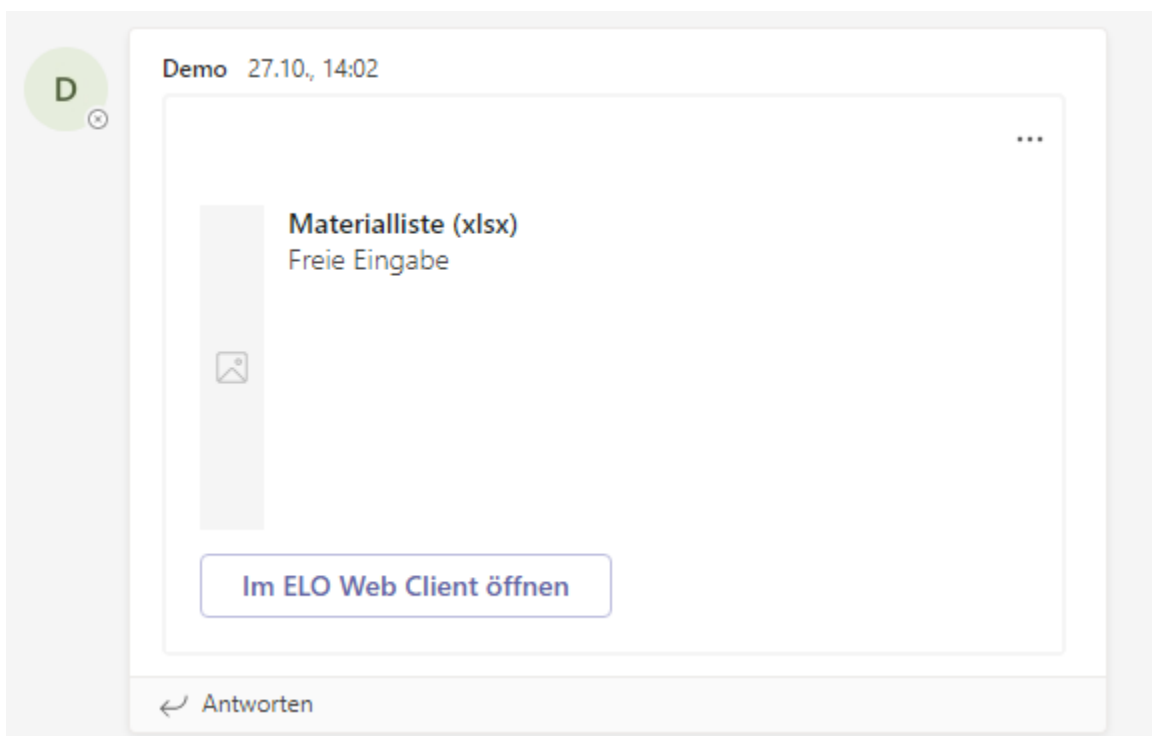 D
Demo 27.10., 14:02
...
Materialliste (xlsx)
Freie Eingabe
Im ELO Web Client öffnen
Antworten